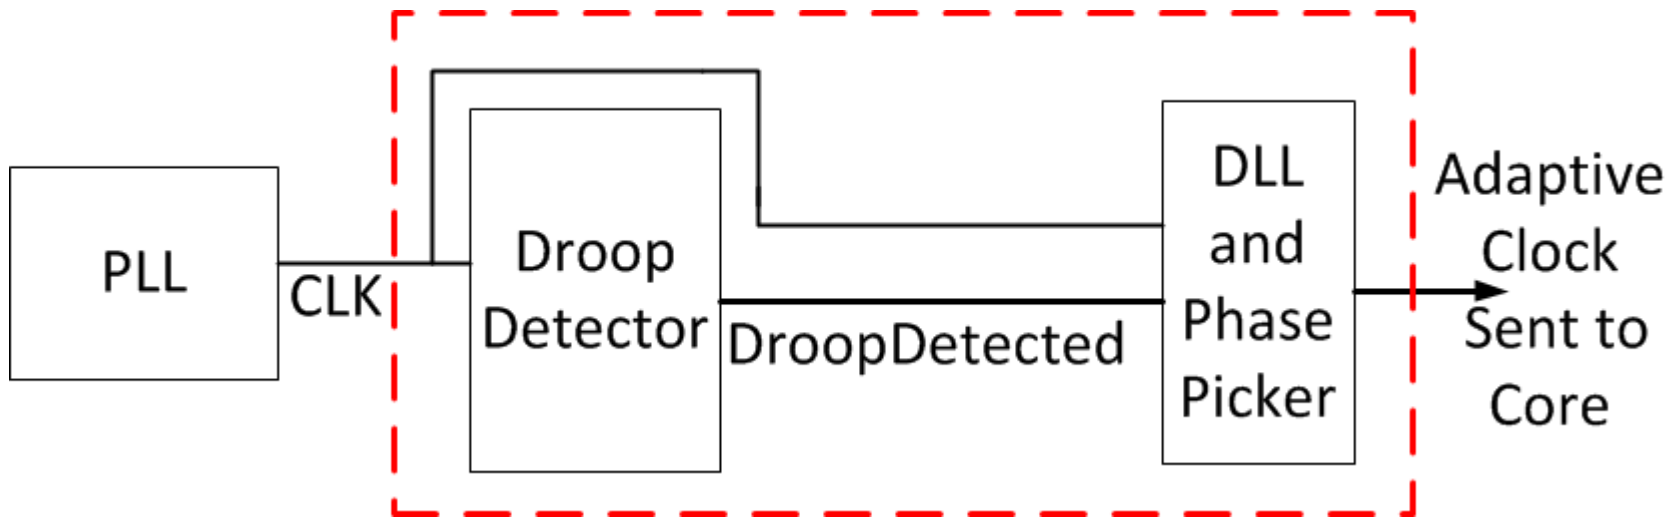 PLL
CLK
Droop
Detector
DroopDetected
DLL
and
Phase
Picker
Adaptive
Clock
Sent to
Core